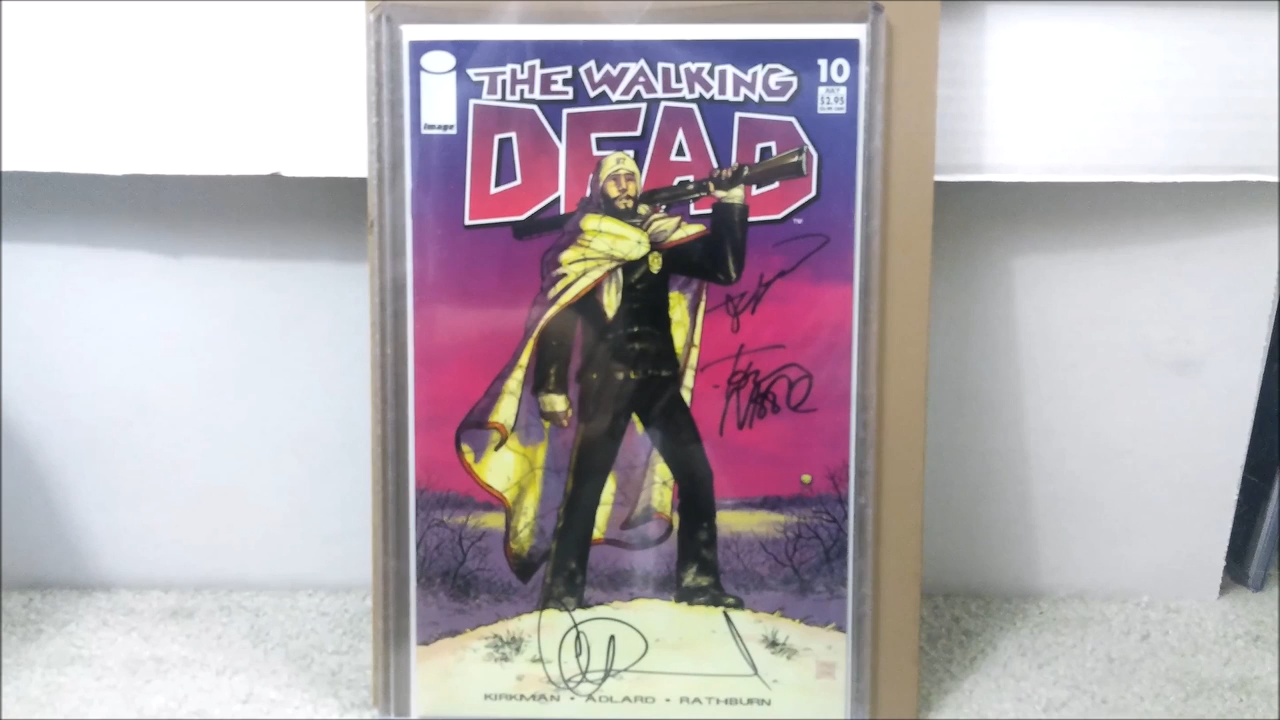 THE WALKING
DEAD
TM
10
JULY
$2.95
image
KIRKMAN • ADLARD • RATHBURN